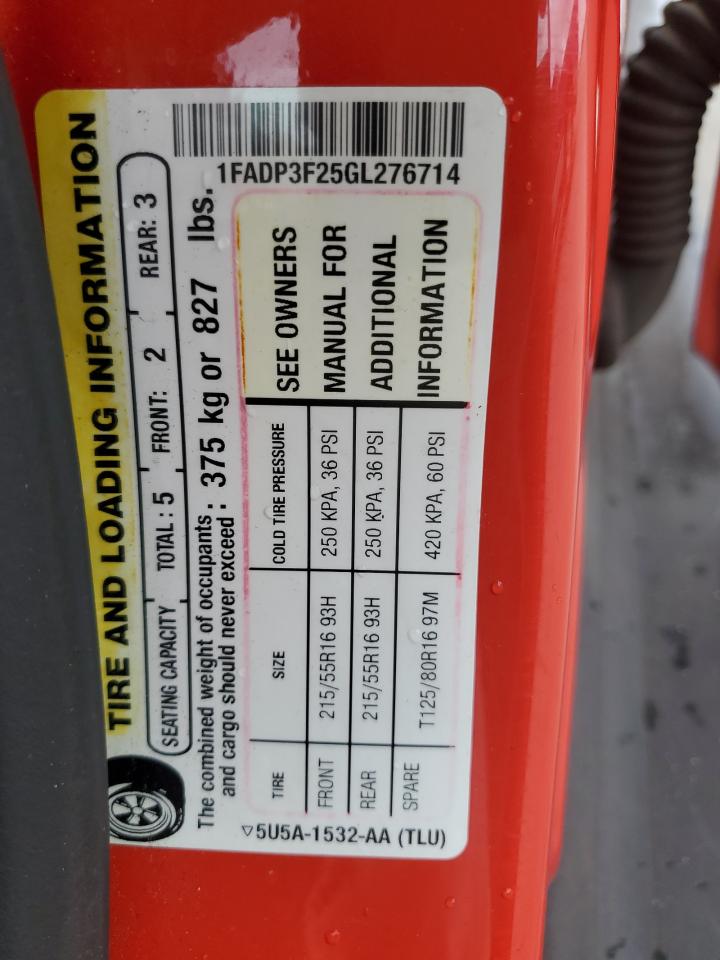 TIRE AND LOADING INFORMATION
SEATING CAPACITY TOTAL : 5 FRONT: 2 REAR: 3
The combined weight of occupants and cargo should never exceed : 375 kg or 827 lbs.
TIRE SIZE COLD TIRE PRESSURE
FRONT 215/55R16 93H 250 KPA, 36 PSI
REAR 215/55R16 93H 250 KPA, 36 PSI
SPARE T125/80R16 97M 420 KPA, 60 PSI
SEE OWNERS
MANUAL FOR
ADDITIONAL
INFORMATION
5U5A-1532-AA (TLU)
1FADP3F25GL276714